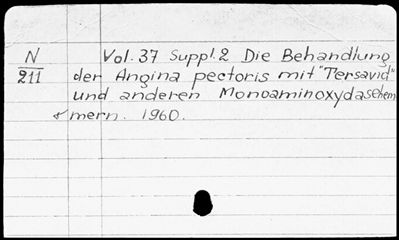 N Vol. 37 Suppl. 2 Die Behandlung
211 der Angina pectoris mit "Tersavid"
und anderen Monoaminoxydasehem
mern. 1960.